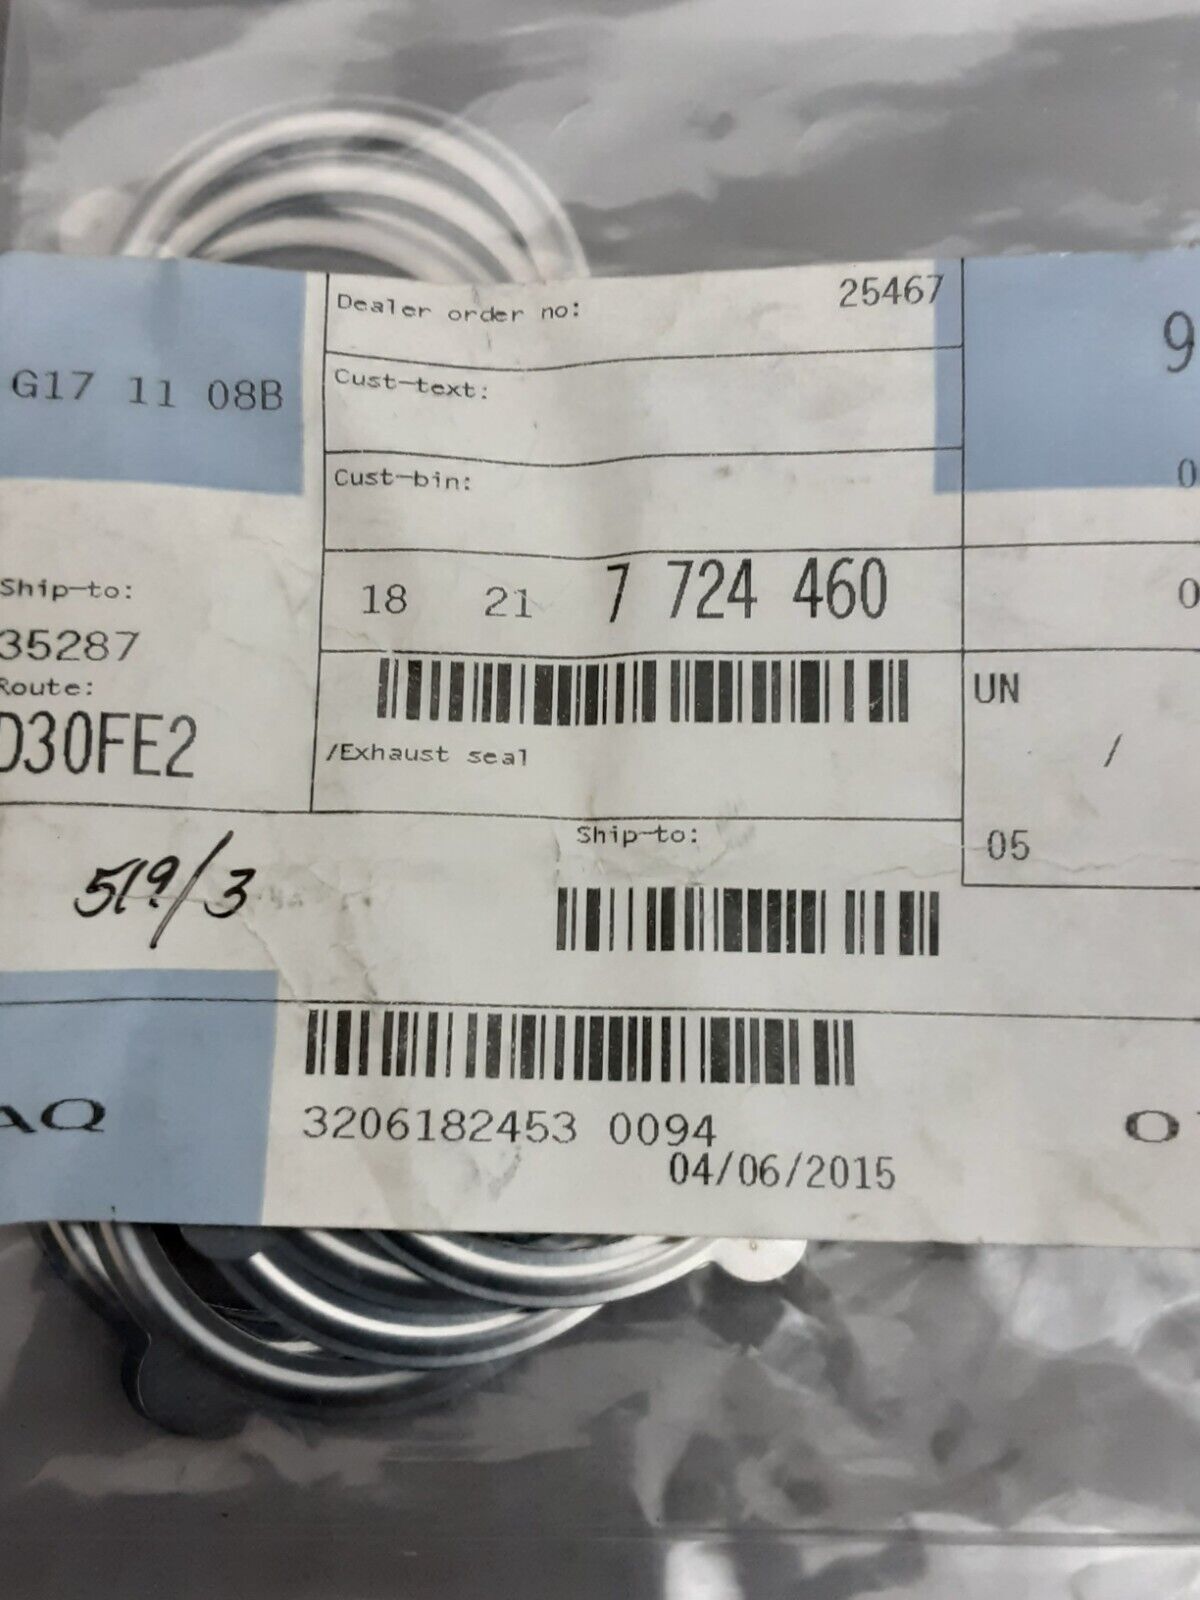 Dealer order no: 25467
9
G17 11 08B
Cust-text:
Cust-bin:
0
18 21 7 724 460
0
Ship-to:
35287
Route:
D30FE2
UN
/
/Exhaust seal
05
Ship-to:
519/3
AQ
3206182453 0094
04/06/2015
O